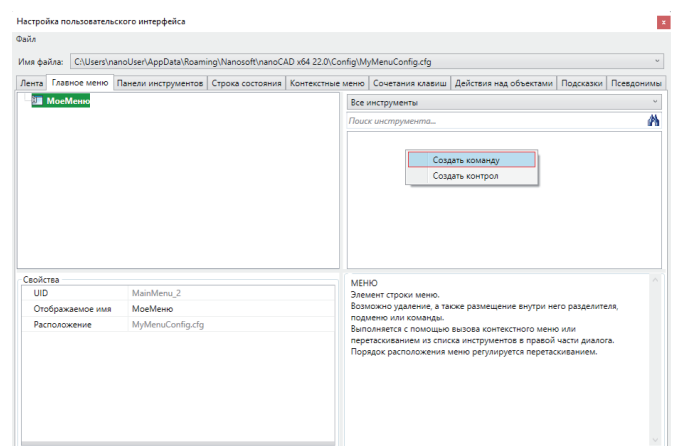 Настройка пользовательского интерфейса
x
Файл
Имя файла: C:\Users\nanoUser\AppData\Roaming\Nanosoft\nanoCAD x64 22.0\Config\MyMenuConfig.cfg
Лента Главное меню Панели инструментов Строка состояния Контекстные меню Сочетания клавиш Действия над объектами Подсказки Псевдонимы
МоеМеню
Все инструменты
Поиск инструмента...
Создать команду
Создать контрол
Свойства
UID MainMenu_2
Отображаемое имя МоеМеню
Расположение MyMenuConfig.cfg
МЕНЮ
Элемент строки меню.
Возможно удаление, а также размещение внутри него разделителя,
подменю или команды.
Выполняется с помощью вызова контекстного меню или
перетаскиванием из списка инструментов в правой части диалога.
Порядок расположения меню регулируется перетаскиванием.